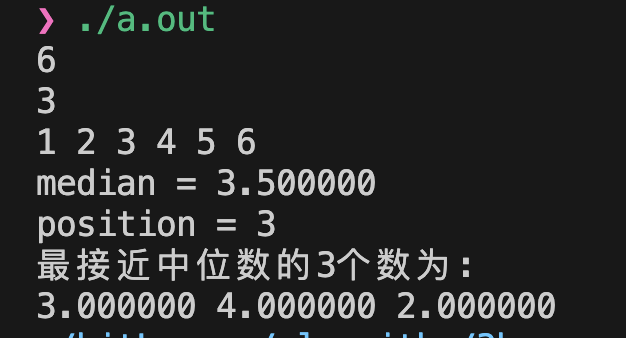 ❯ ./a.out
6
3
1 2 3 4 5 6
median = 3.500000
position = 3
最接近中位数的3个数为:
3.000000 4.000000 2.000000